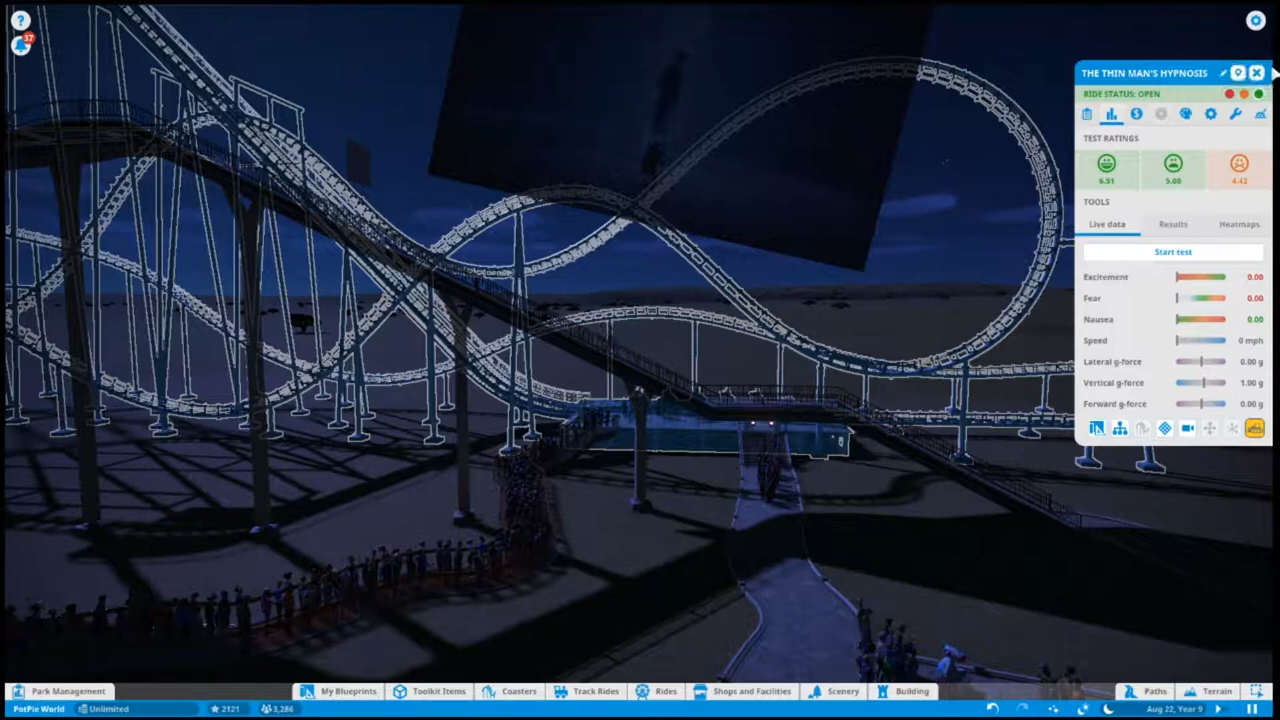 ?
37
THE THIN MAN'S HYPNOSIS
RIDE STATUS: OPEN
TEST RATINGS
6.51 5.00 4.42
TOOLS
Live data Results Heatmaps
Start test
Excitement 0.00
Fear 0.00
Nausea 0.00
Speed 0 mph
Lateral g-force 0.00 g
Vertical g-force 1.00 g
Forward g-force 0.00 g
Park Management My Blueprints Toolkit Items Coasters Track Rides Rides Shops and Facilities Scenery Building Paths Terrain
PotPie World Unlimited 2121 3,286 Aug 22, Year 9